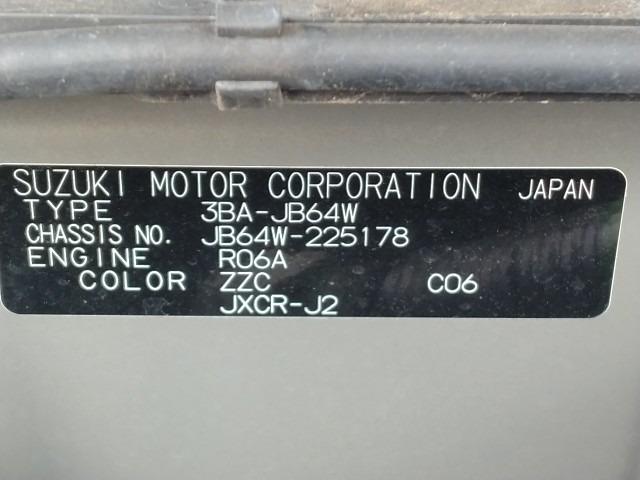 SUZUKI MOTOR CORPORATION JAPAN
TYPE 3BA-JB64W
CHASSIS NO. JB64W-225178
ENGINE R06A
COLOR ZZC C06
JXCR-J2